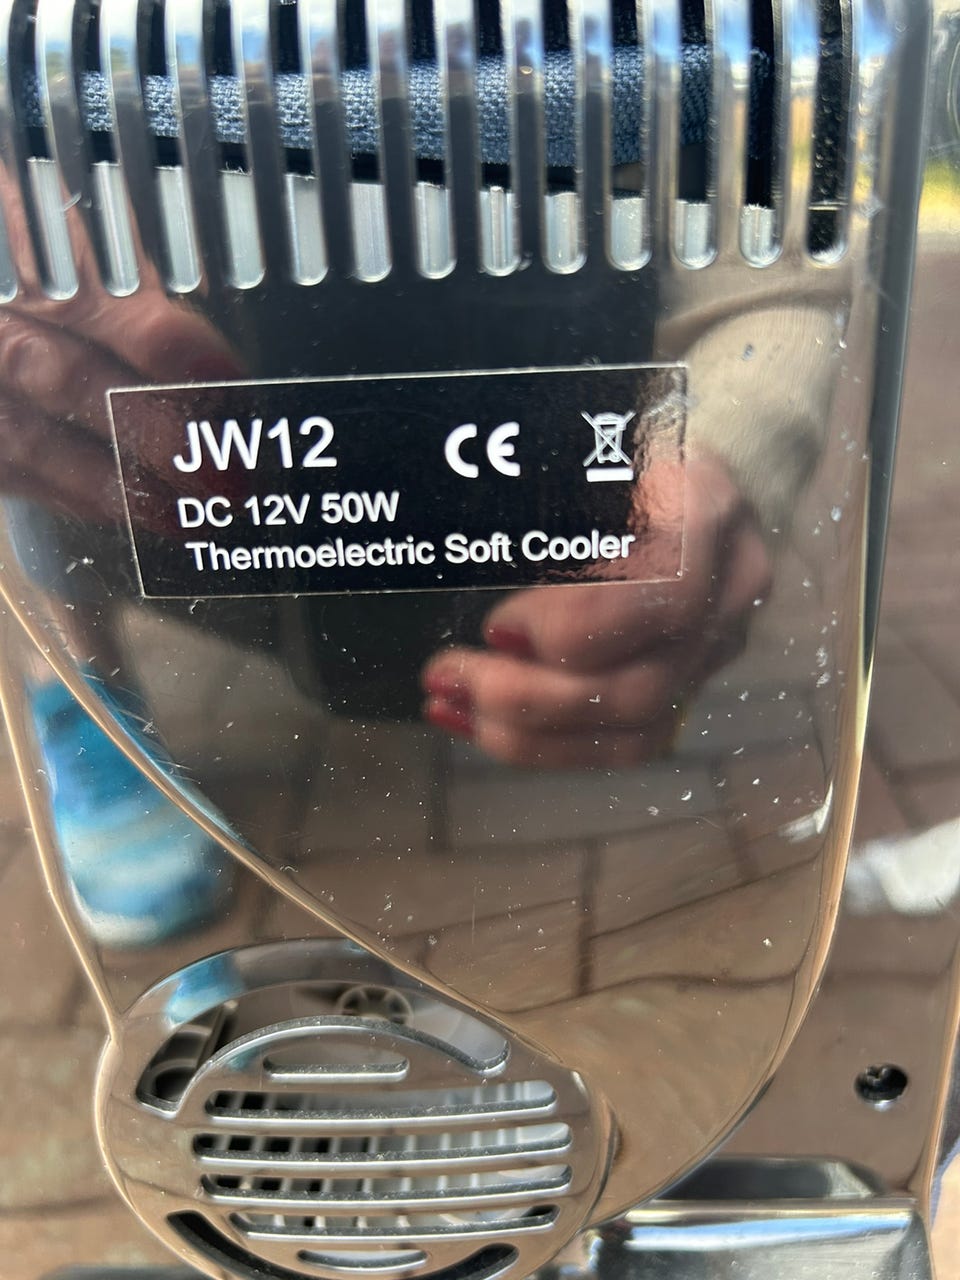 JW12 CE
DC 12V 50W
Thermoelectric Soft Cooler